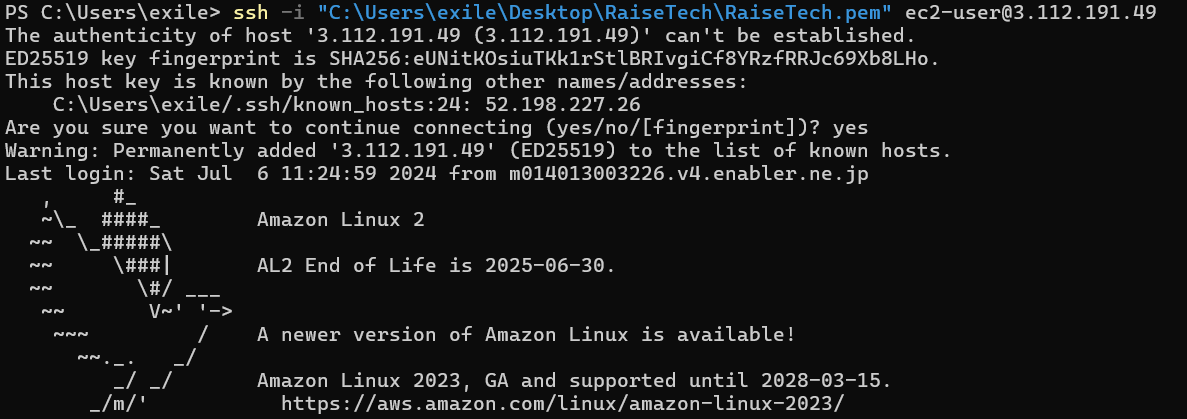 PS C:\Users\exile> ssh -i "C:\Users\exile\Desktop\RaiseTech\RaiseTech.pem" ec2-user@3.112.191.49
The authenticity of host '3.112.191.49 (3.112.191.49)' can't be established.
ED25519 key fingerprint is SHA256:eUNitKOsiuTKk1rStlBRIvgiCf8YRzfRRJc69Xb8LHo.
This host key is known by the following other names/addresses:
    C:\Users\exile/.ssh/known_hosts:24: 52.198.227.26
Are you sure you want to continue connecting (yes/no/[fingerprint])? yes
Warning: Permanently added '3.112.191.49' (ED25519) to the list of known hosts.
Last login: Sat Jul  6 11:24:59 2024 from m014013003226.v4.enabler.ne.jp
   ,     #_
   ~\_  ####_        Amazon Linux 2
  ~~  \_#####\
  ~~     \###|       AL2 End of Life is 2025-06-30.
  ~~       \#/ ___
   ~~       V~' '->
    ~~~         /    A newer version of Amazon Linux is available!
      ~~._.   _/
         _/ _/       Amazon Linux 2023, GA and supported until 2028-03-15.
       _/m/'           https://aws.amazon.com/linux/amazon-linux-2023/